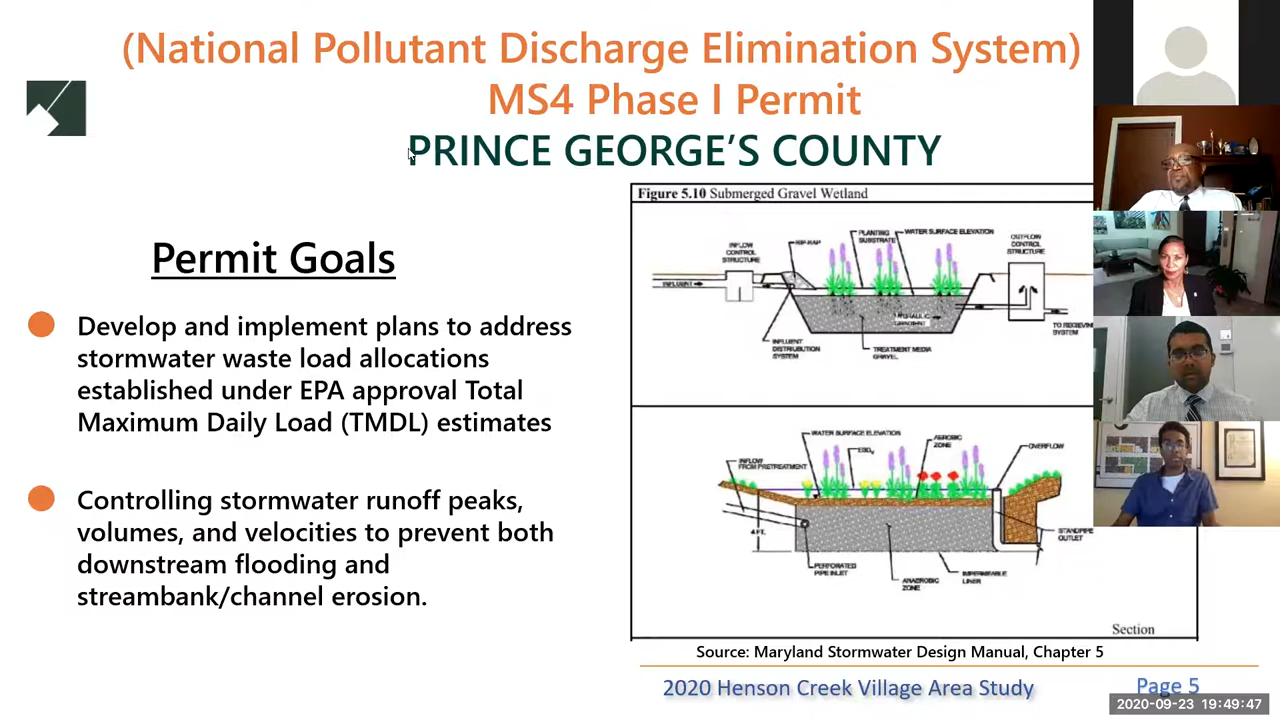 (National Pollutant Discharge Elimination System)
MS4 Phase I Permit
PRINCE GEORGE'S COUNTY
Permit Goals
Develop and implement plans to address
stormwater waste load allocations
established under EPA approval Total
Maximum Daily Load (TMDL) estimates
Controlling stormwater runoff peaks,
volumes, and velocities to prevent both
downstream flooding and
streambank/channel erosion.
Figure 5.10 Submerged Gravel Wetland
INFLOW
CONTROL
STRUCTURE
RIP-RAP
PLANTING
SUBSTRATE
WATER SURFACE ELEVATION
OUTFLOW
CONTROL
STRUCTURE
INFLUENT
HYDRAULIC
GRADIENT
INFLUENT
DISTRIUBUTION
SYSTEM
TREATMENT MEDIA
GRAVEL
SYSTEM
WATER SURFACE ELEVATION
AEROBIC
ZONE
OVERFLOW
INFLOW
FROM PRETREATMENT
4 FT.
STANDPIPE
OUTLET
PERFORATED
PIPE INLET
ANAEROBIC
ZONE
IMPERMEABLE
LINER
Section
Source: Maryland Stormwater Design Manual, Chapter 5
2020 Henson Creek Village Area Study
Page 5
2020-09-23 19:49:47